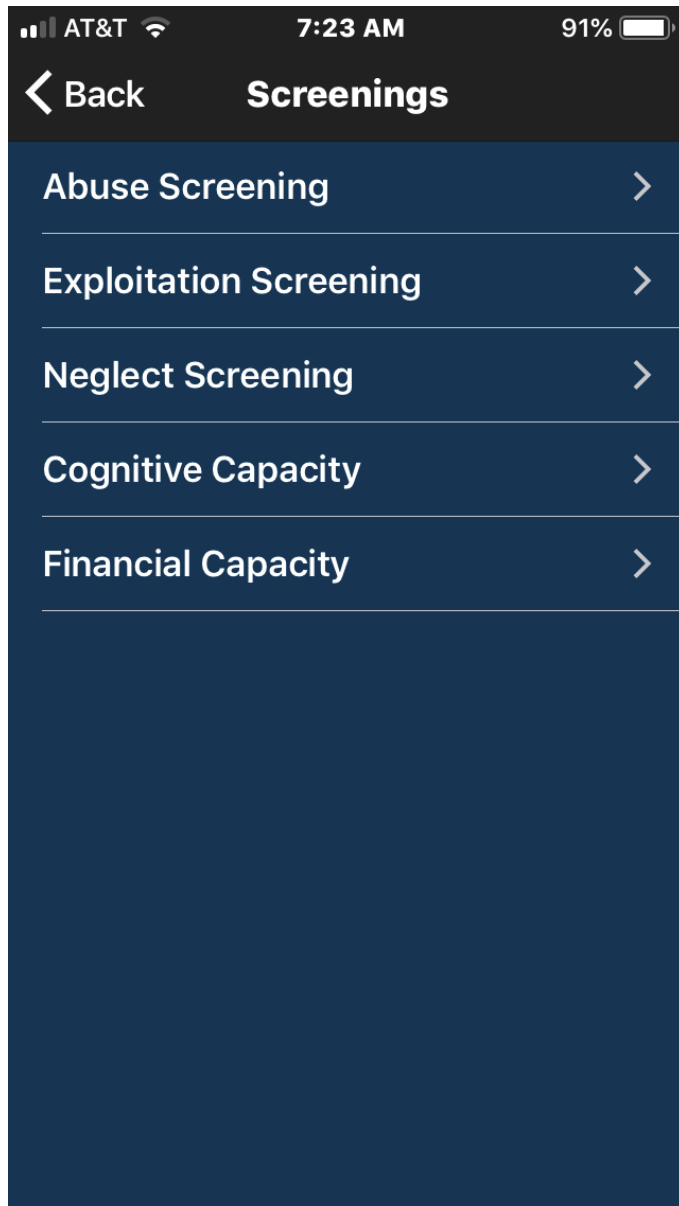 AT&T 7:23 AM 91%
Back Screenings
Abuse Screening
Exploitation Screening
Neglect Screening
Cognitive Capacity
Financial Capacity